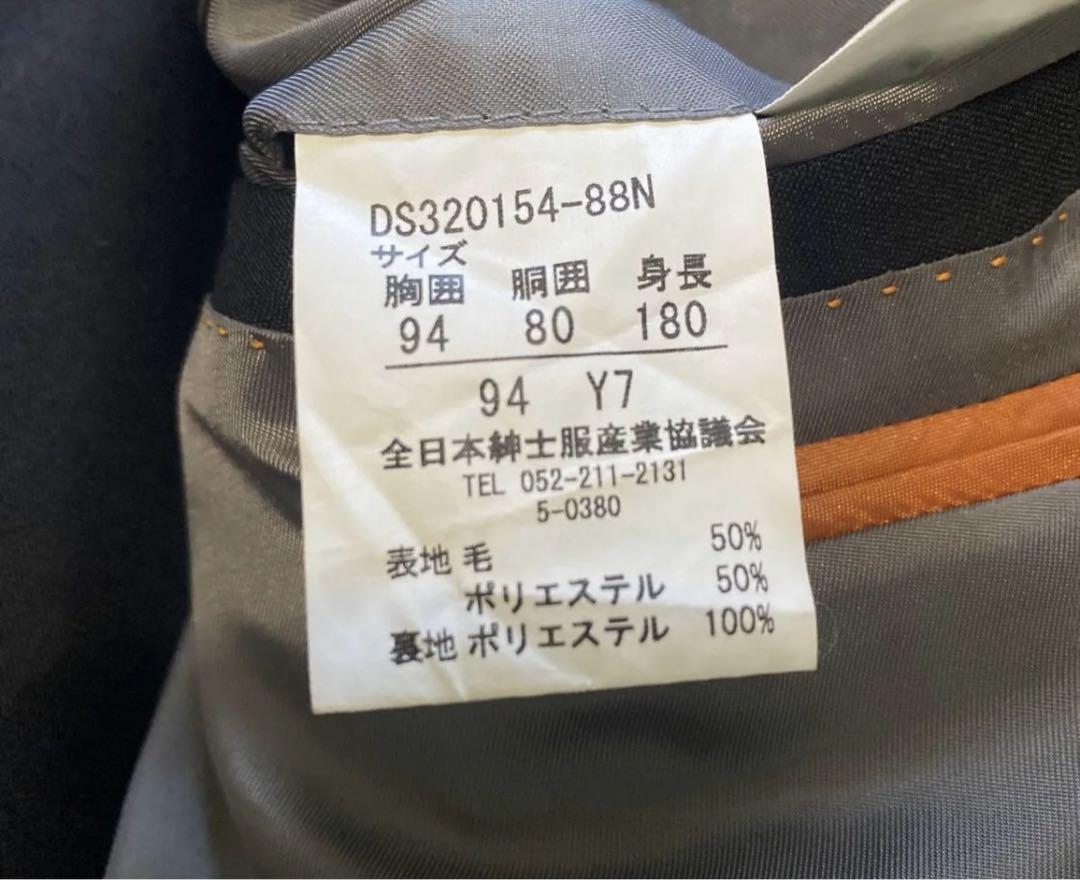 DS320154-88N
サイズ
胸囲 胴囲 身長
94 80 180
94 Y7
全日本紳士服産業協議会
TEL 052-211-2131
5-0380
表地 毛 50%
ポリエステル 50%
裏地 ポリエステル 100%